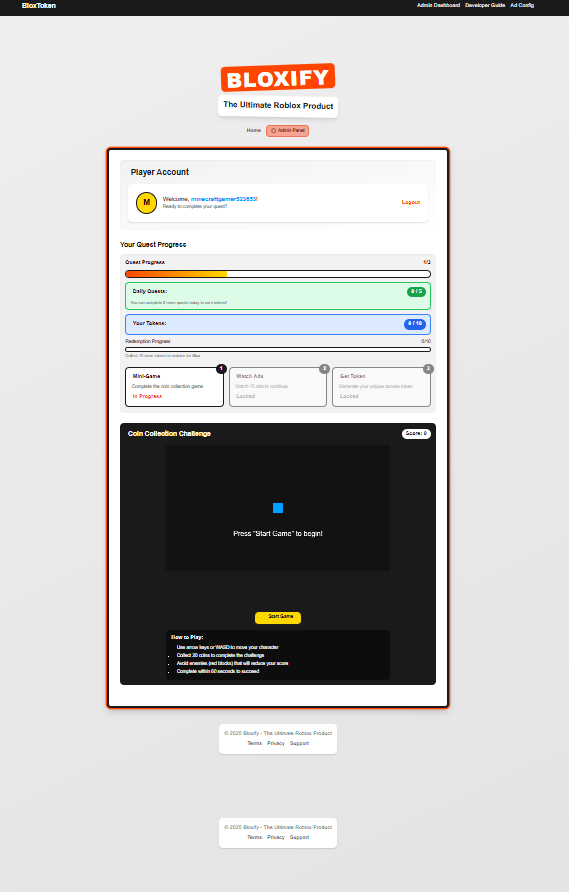 BloxToken
Admin Dashboard Developer Guide Ad Config
BLOXIFY
The Ultimate Roblox Product
Home Admin Panel
Player Account
M
Welcome, minecraftgamer523653!
Ready to complete your quest?
Logout
Your Quest Progress
Quest Progress 1/3
Daily Quests: 0 / 5
You can complete 5 more quests today to earn tokens!
Your Tokens: 0 / 10
Redemption Progress 0/10
Collect 10 more tokens to redeem for Blox
1
Mini-Game
Complete the coin collection game
In Progress
2
Watch Ads
Watch 15 ads to continue
Locked
3
Get Token
Generate your unique access token
Locked
Coin Collection Challenge Score: 0
Press "Start Game" to begin!
Start Game
How to Play:
Use arrow keys or WASD to move your character
• Collect 20 coins to complete the challenge
• Avoid enemies (red blocks) that will reduce your score
• Complete within 60 seconds to succeed
© 2025 Bloxify - The Ultimate Roblox Product
Terms Privacy Support
© 2025 Bloxify - The Ultimate Roblox Product
Terms Privacy Support